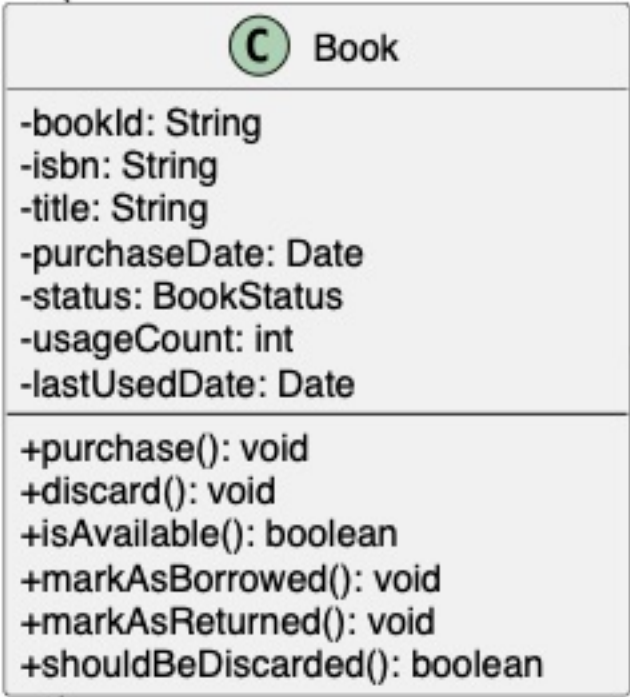 C Book
-bookId: String
-isbn: String
-title: String
-purchaseDate: Date
-status: BookStatus
-usageCount: int
-lastUsedDate: Date
+purchase(): void
+discard(): void
+isAvailable(): boolean
+markAsBorrowed(): void
+markAsReturned(): void
+shouldBeDiscarded(): boolean